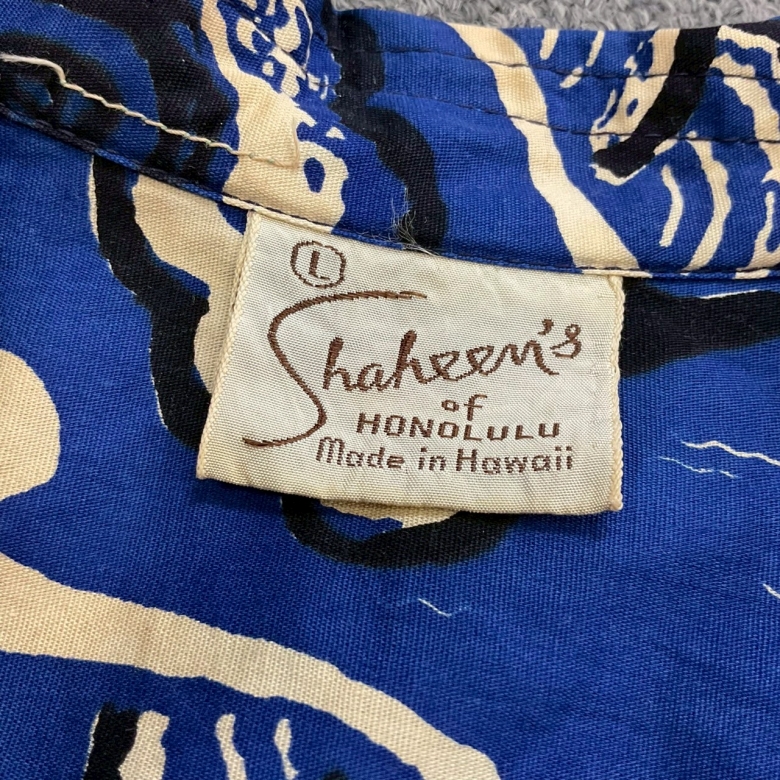 L
Shaheen's
of
HONOLULU
Made in Hawaii